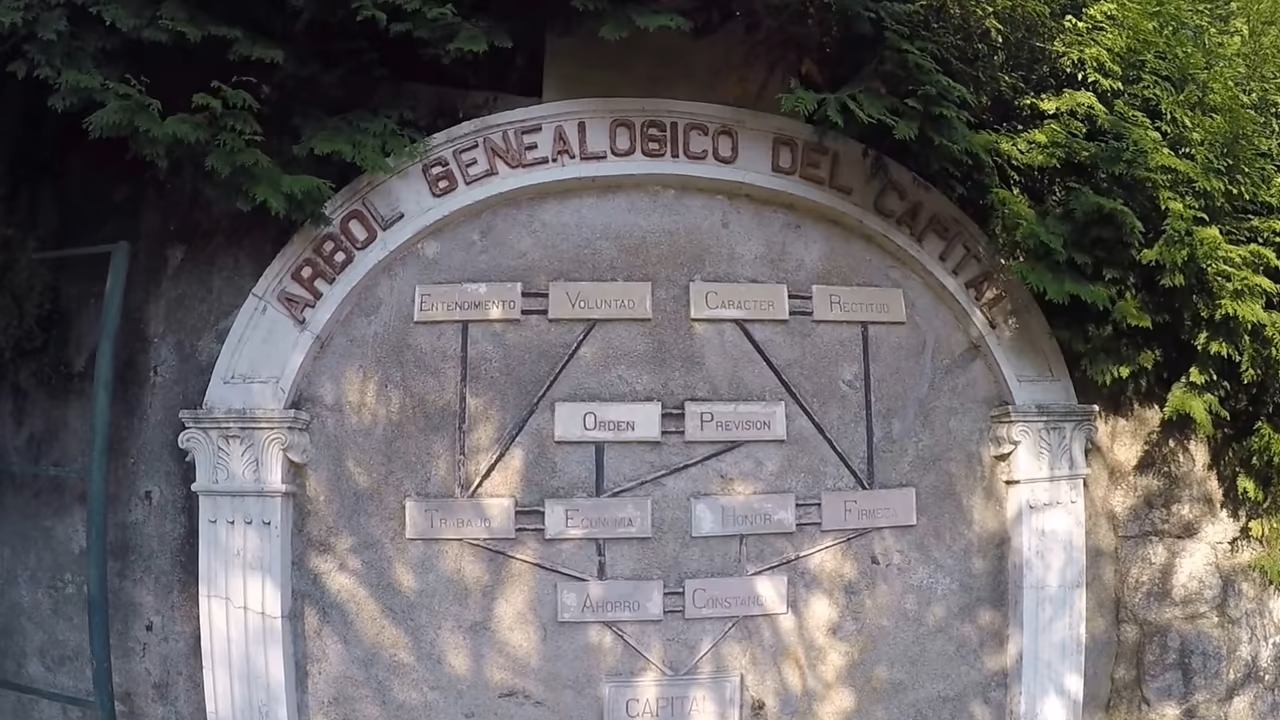 ARBOL GENEALOGICO DEL CAPITAL
ENTENDIMIENTO VOLUNTAD CARACTER RECTITUD
ORDEN PREVISION
TRABAJO ECONOMIA HONOR FIRMEZA
AHORRO CONSTANCIA
CAPITAL